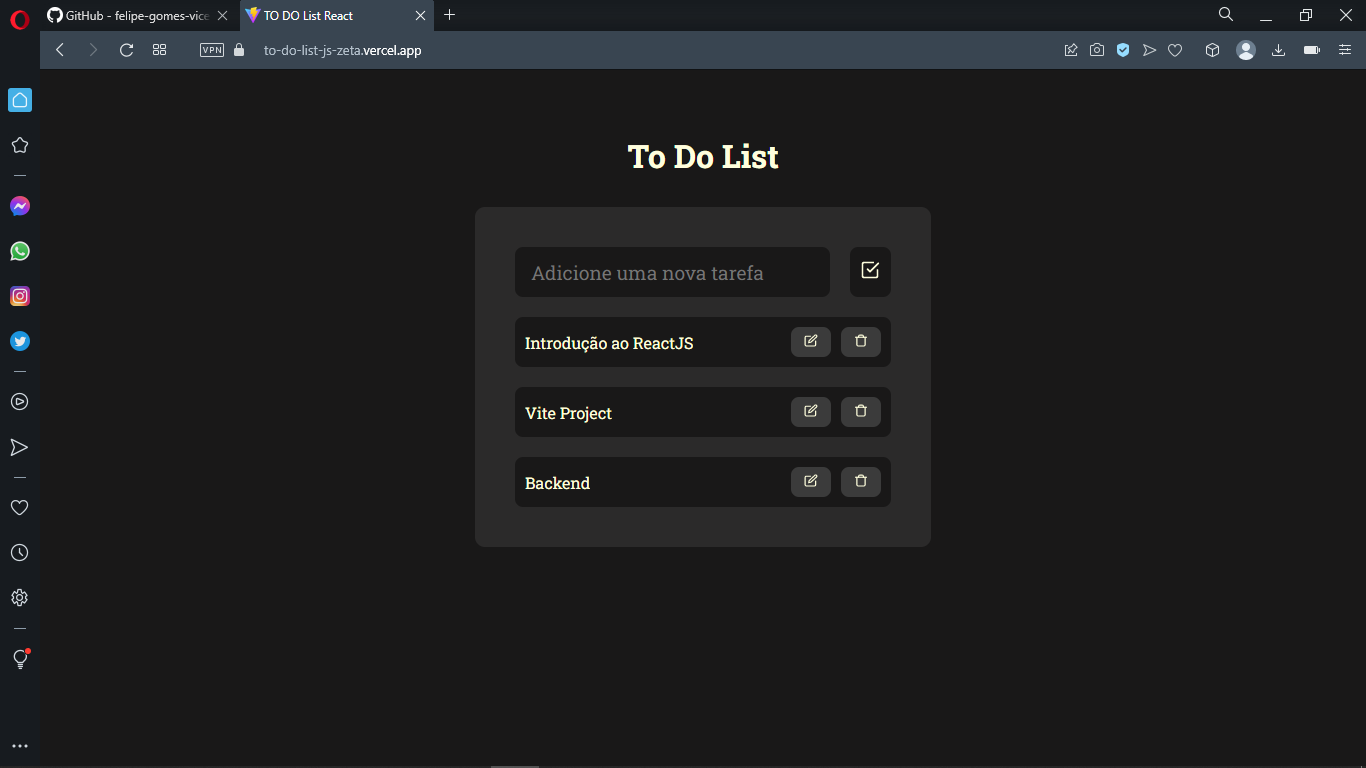 GitHub - felipe-gomes-vice
TO DO List React
VPN
to-do-list-js-zeta.vercel.app
To Do List
Adicione uma nova tarefa
Introdução ao ReactJS
Vite Project
Backend